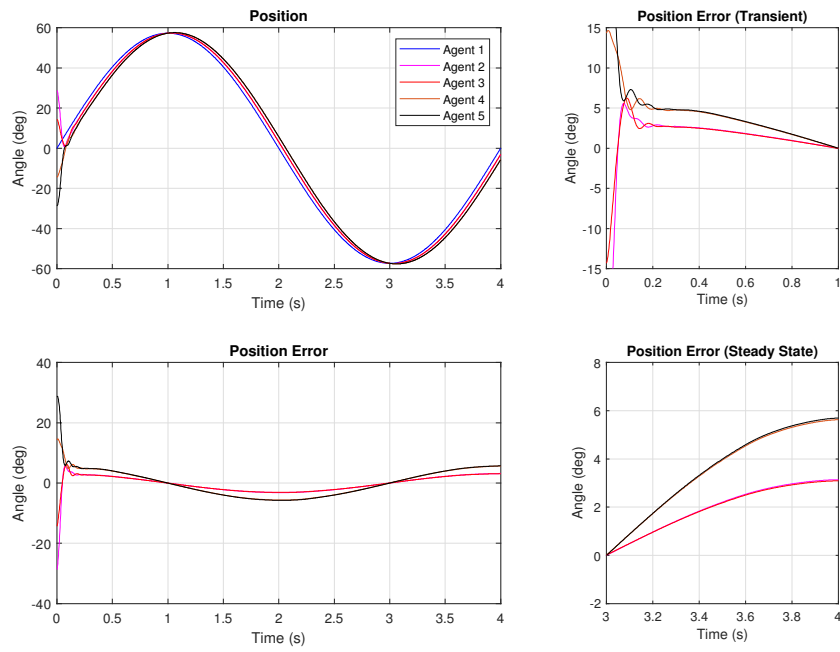 Position
60
40
20
0
-20
-40
-60
Angle (deg)
0 0.5 1 1.5 2 2.5 3 3.5 4
Time (s)
Agent 1
Agent 2
Agent 3
Agent 4
Agent 5
Position Error (Transient)
15
10
5
0
-5
-10
-15
Angle (deg)
0 0.2 0.4 0.6 0.8 1
Time (s)
Position Error
40
20
0
-20
-40
Angle (deg)
0 0.5 1 1.5 2 2.5 3 3.5 4
Time (s)
Position Error (Steady State)
8
6
4
2
0
-2
Angle (deg)
3 3.2 3.4 3.6 3.8 4
Time (s)